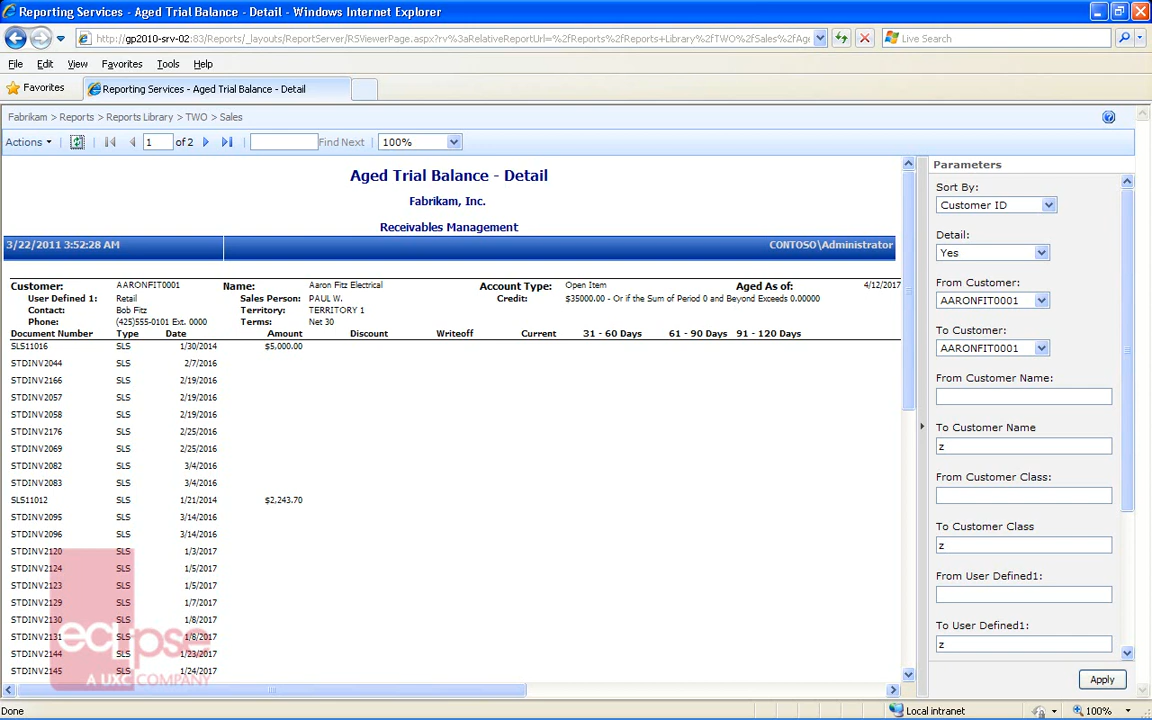 Reporting Services - Aged Trial Balance - Detail - Windows Internet Explorer
http://gp2010-srv-02:83/Reports/_layouts/ReportServer/RSViewerPage.aspx?rv%3aRelativeReportUrl=%2fReports%2fReports+Library%2fTWO%2fSales%2fAge
Live Search
File Edit View Favorites Tools Help
Favorites Reporting Services - Aged Trial Balance - Detail
Fabrikam > Reports > Reports Library > TWO > Sales
Actions 1 of 2 Find Next 100%
Aged Trial Balance - Detail
Fabrikam, Inc.
Receivables Management
3/22/2011 3:52:28 AM CONTOSO\Administrator
Customer: AARONFIT0001 Name: Aaron Fitz Electrical Account Type: Open Item Aged As of: 4/12/2017
User Defined 1: Retail Sales Person: PAUL W. Credit: $35000.00 - Or if the Sum of Period 0 and Beyond Exceeds 0.00000
Contact: Bob Fitz Territory: TERRITORY 1
Phone: (425)555-0101 Ext. 0000 Terms: Net 30
Document Number Type Date Amount Discount Writeoff Current 31 - 60 Days 61 - 90 Days 91 - 120 Days
SLS11016 SLS 1/30/2014 $5,000.00
STDINV2044 SLS 2/7/2016
STDINV2166 SLS 2/19/2016
STDINV2057 SLS 2/19/2016
STDINV2058 SLS 2/19/2016
STDINV2176 SLS 2/25/2016
STDINV2069 SLS 2/25/2016
STDINV2082 SLS 3/4/2016
STDINV2083 SLS 3/4/2016
SLS11012 SLS 1/21/2014 $2,243.70
STDINV2095 SLS 3/14/2016
STDINV2096 SLS 3/14/2016
STDINV2120 SLS 1/3/2017
STDINV2124 SLS 1/5/2017
STDINV2123 SLS 1/5/2017
STDINV2129 SLS 1/7/2017
STDINV2130 SLS 1/8/2017
STDINV2131 SLS 1/8/2017
STDINV2144 SLS 1/23/2017
STDINV2145 SLS 1/24/2017
eclipse
A UXC COMPANY
Parameters
Sort By:
Customer ID
Detail:
Yes
From Customer:
AARONFIT0001
To Customer:
AARONFIT0001
From Customer Name:
To Customer Name
z
From Customer Class:
To Customer Class
z
From User Defined1:
To User Defined1:
z
Apply
Done Local intranet 100%